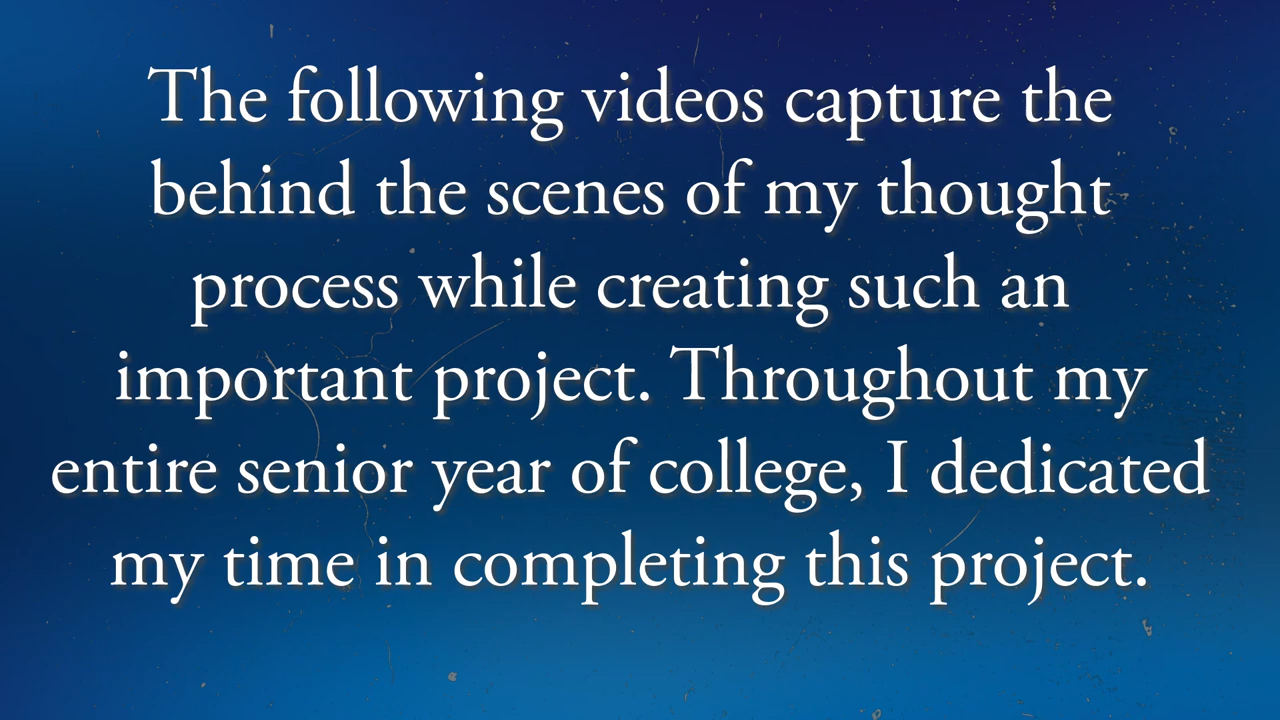 The following videos capture the
behind the scenes of my thought
process while creating such an
important project. Throughout my
entire senior year of college, I dedicated
my time in completing this project.